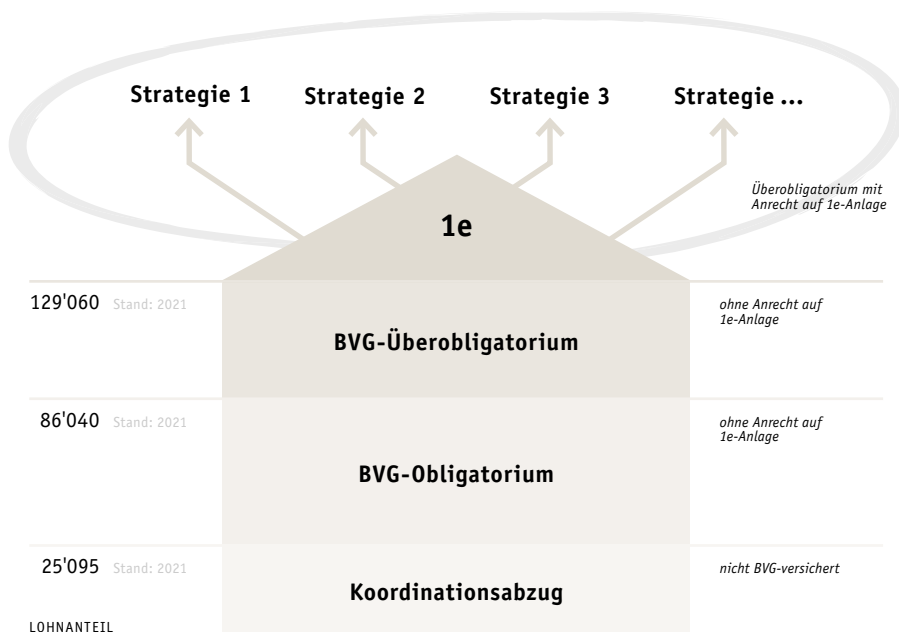 Strategie 1 Strategie 2 Strategie 3 Strategie ...
Überobligatorium mit
Anrecht auf 1e-Anlage
1e
129'060 Stand: 2021
ohne Anrecht auf
1e-Anlage
BVG-Überobligatorium
86'040 Stand: 2021
ohne Anrecht auf
1e-Anlage
BVG-Obligatorium
25'095 Stand: 2021
nicht BVG-versichert
Koordinationsabzug
LOHNANTEIL